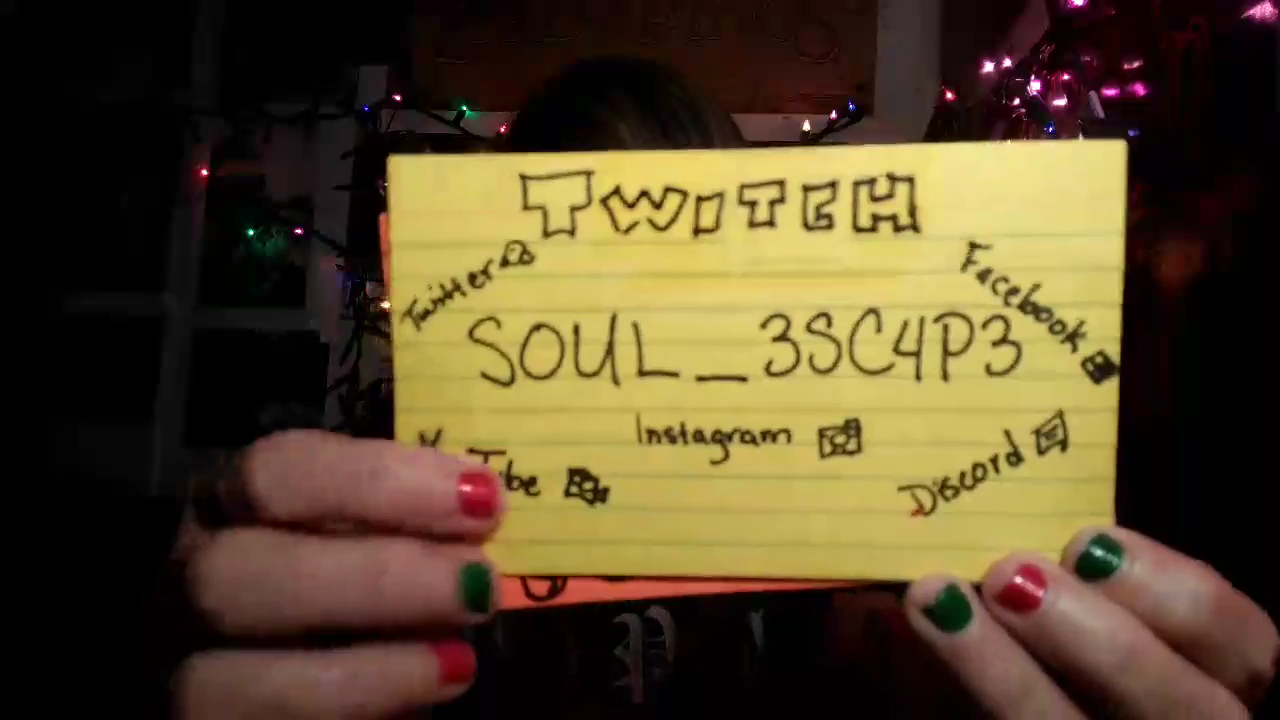 TWITCH
Twitter
Facebook
SOUL_3SC4P3
Instagram
Tube
Discord
P